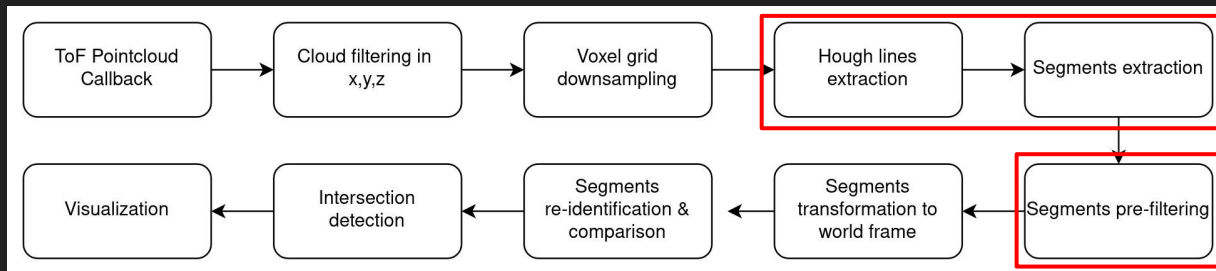 ToF Pointcloud
Callback
Cloud filtering in
x,y,z
Voxel grid
downsampling
Hough lines
extraction
Segments extraction
Segments pre-filtering
Segments
transformation to
world frame
Segments
re-identification &
comparison
Intersection
detection
Visualization